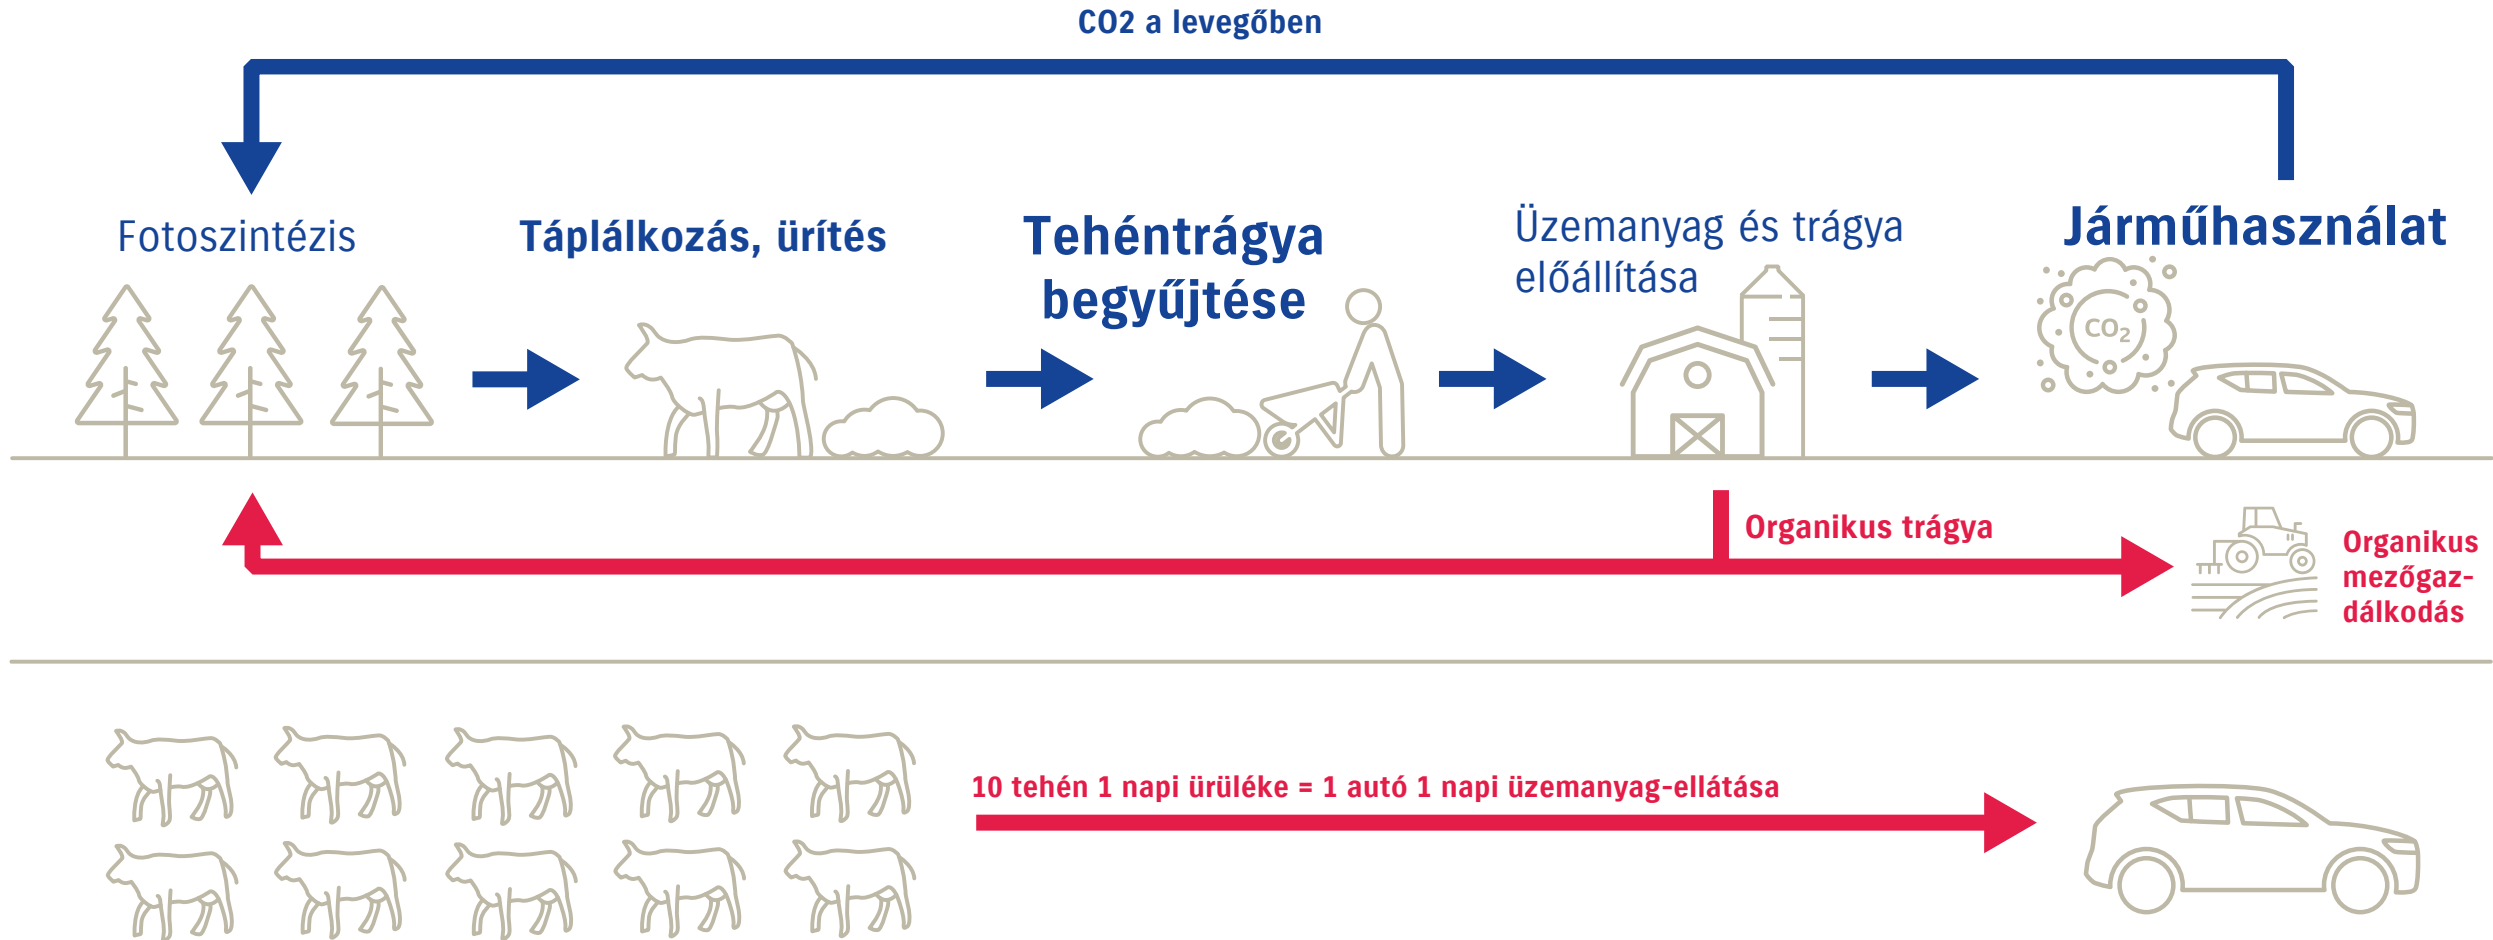 CO2 a levegőben
Fotoszintézis
Táplálkozás, ürítés
Tehéntrágya
begyűjtése
Üzemanyag és trágya
előállítása
Járműhasználat
CO2
Organikus trágya
Organikus
mezőgaz-
dálkodás
10 tehén 1 napi ürüléke = 1 autó 1 napi üzemanyag-ellátása